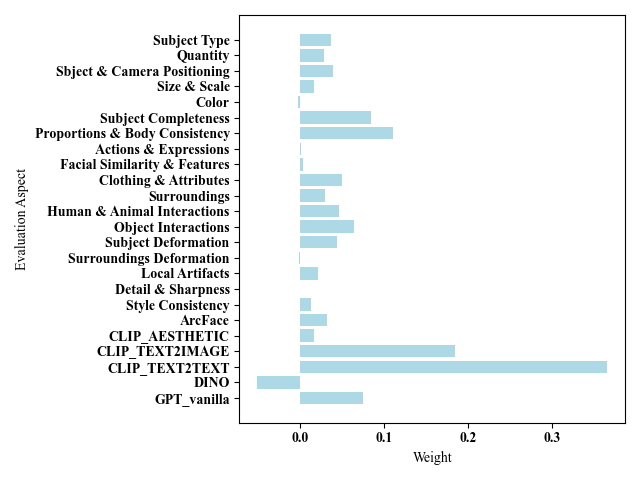 Subject Type
Quantity
Sbject & Camera Positioning
Size & Scale
Color
Subject Completeness
Proportions & Body Consistency
Actions & Expressions
Facial Similarity & Features
Clothing & Attributes
Surroundings
Human & Animal Interactions
Object Interactions
Subject Deformation
Surroundings Deformation
Local Artifacts
Detail & Sharpness
Style Consistency
ArcFace
CLIP_AESTHETIC
CLIP_TEXT2IMAGE
CLIP_TEXT2TEXT
DINO
GPT_vanilla
Evaluation Aspect
0.0 0.1 0.2 0.3
Weight